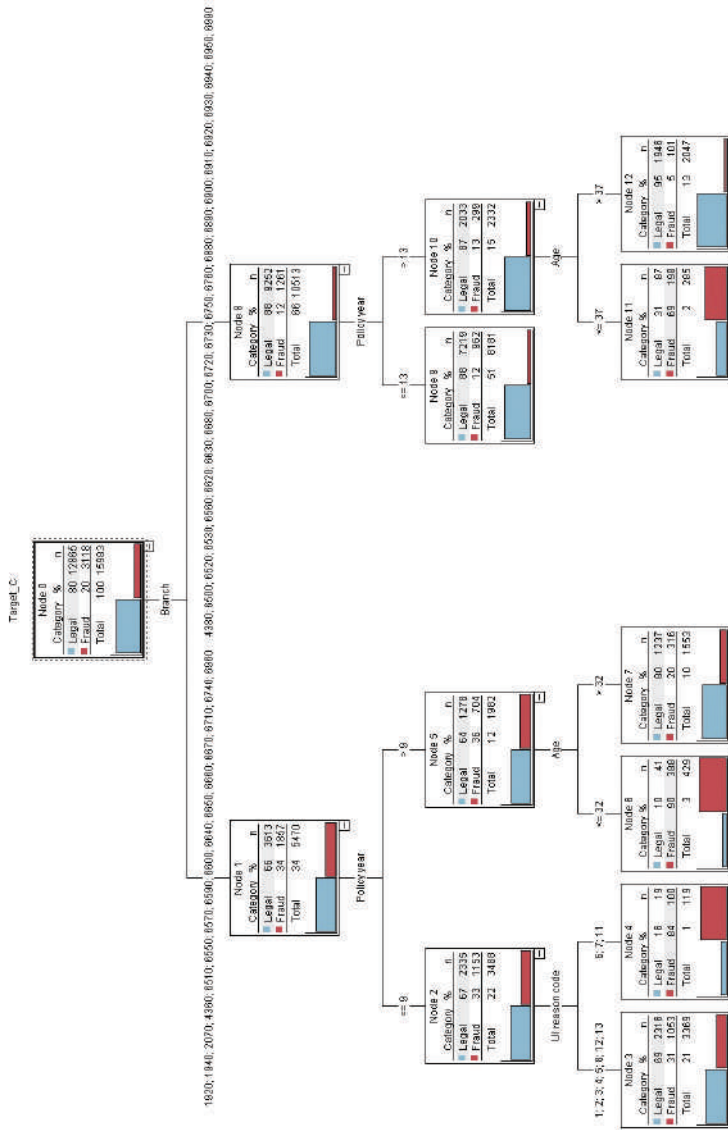 Target_C
Node 0
Category % n
Legal 80 12865
Fraud 20 3118
Total 100 15983
Branch
1920; 1940; 2070; 4360; 6510; 6550; 6570; 6590; 6600; 6640; 6650; 6660; 6670; 6710; 6740; 6960
4380; 6500; 6520; 6530; 6560; 6620; 6630; 6680; 6700; 6720; 6730; 6750; 6780; 6880; 6890; 6900; 6910; 6920; 6930; 6940; 6950; 6990
Node 1
Category % n
Legal 66 3613
Fraud 34 1857
Total 34 5470
Policy year
Node 8
Category % n
Legal 88 9252
Fraud 12 1261
Total 66 10513
Policy year
<= 9
> 9
<= 13
> 13
Node 2
Category % n
Legal 67 2335
Fraud 33 1153
Total 22 3488
UI reason code
Node 5
Category % n
Legal 64 1278
Fraud 36 704
Total 12 1982
Age
Node 9
Category % n
Legal 88 7219
Fraud 12 962
Total 51 8181
Node 10
Category % n
Legal 87 2033
Fraud 13 299
Total 15 2332
Age
1; 2; 3; 4; 5; 8; 12; 13
6; 7; 11
<= 32
> 32
<= 37
> 37
Node 3
Category % n
Legal 69 2316
Fraud 31 1053
Total 21 3369
Node 4
Category % n
Legal 16 19
Fraud 84 100
Total 1 119
Node 6
Category % n
Legal 10 41
Fraud 90 388
Total 3 429
Node 7
Category % n
Legal 80 1237
Fraud 20 316
Total 10 1553
Node 11
Category % n
Legal 31 87
Fraud 69 198
Total 2 285
Node 12
Category % n
Legal 95 1946
Fraud 5 101
Total 13 2047